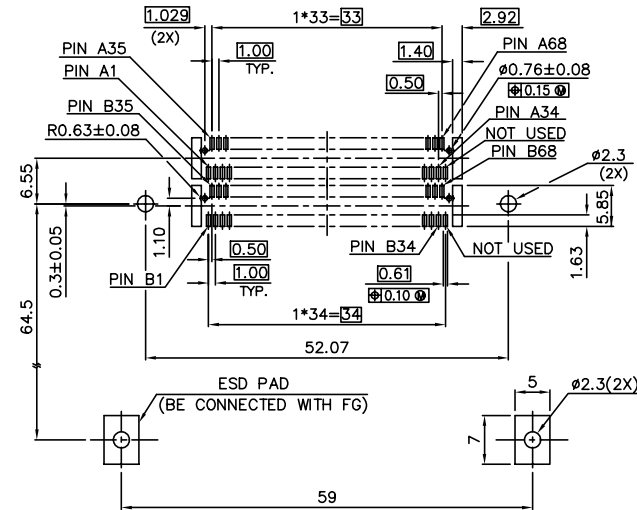 1.029
(2X)
1*33=33
2.92
PIN A35
1.00
TYP.
1.40
PIN A68
PIN A1
0.50
ø0.76±0.08
⌖ 0.15 Ⓜ
PIN B35
PIN A34
R0.63±0.08
NOT USED
PIN B68
ø2.3
(2X)
6.55
5.85
0.3±0.05
1.10
1.63
PIN B1
0.50
1.00
TYP.
PIN B34
NOT USED
0.61
⌖ 0.10 Ⓜ
1*34=34
64.5
52.07
ESD PAD
(BE CONNECTED WITH FG)
5
ø2.3(2X)
7
59